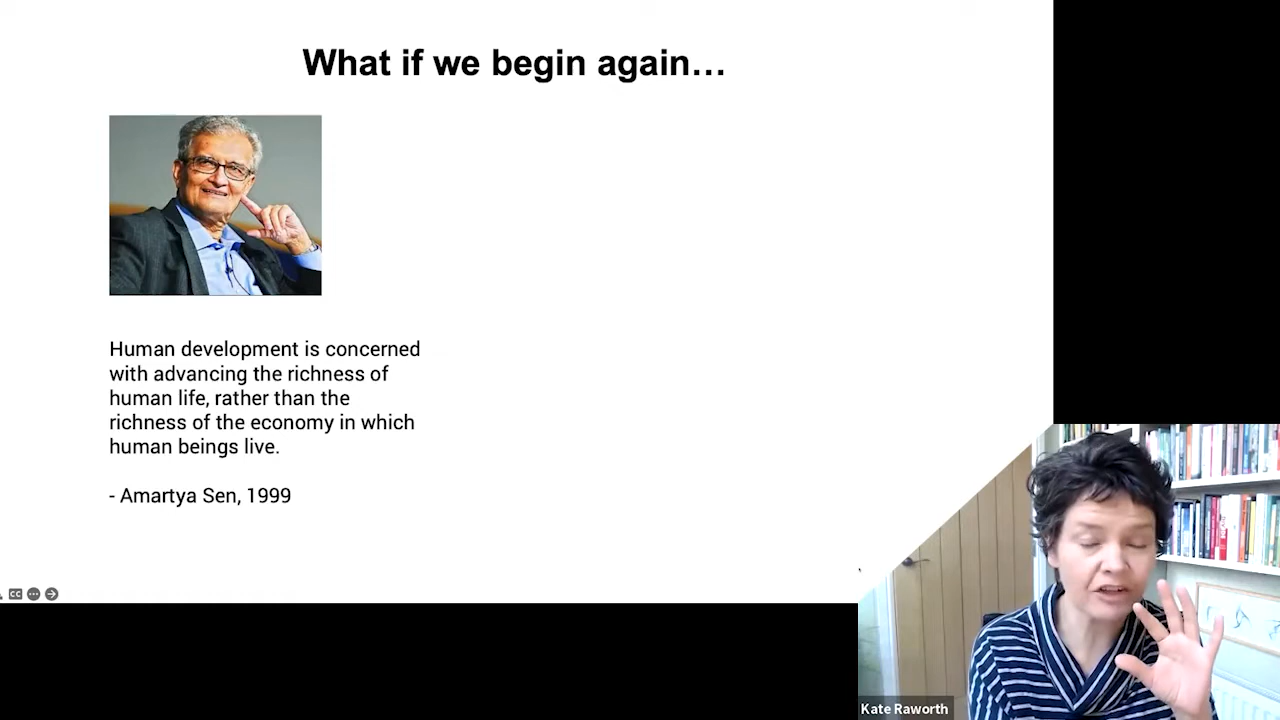 What if we begin again…
Human development is concerned
with advancing the richness of
human life, rather than the
richness of the economy in which
human beings live.
- Amartya Sen, 1999
CC
Kate Raworth